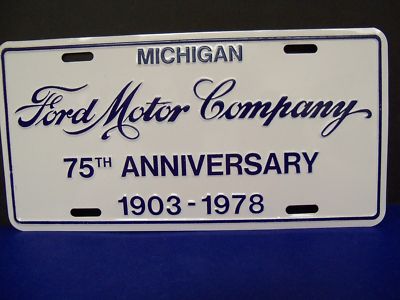 MICHIGAN
Ford Motor Company
75TH ANNIVERSARY
1903-1978